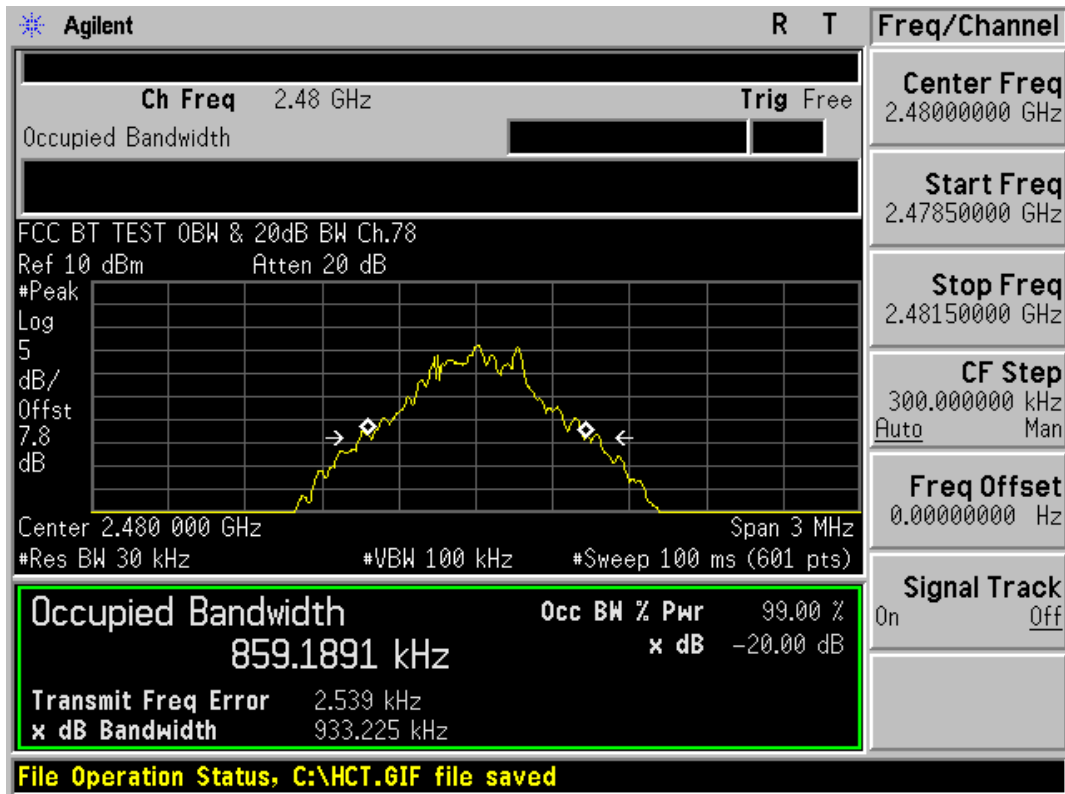 Agilent R T
Freq/Channel
Ch Freq 2.48 GHz Trig Free
Occupied Bandwidth
FCC BT TEST OBW & 20dB BW Ch.78
Ref 10 dBm Atten 20 dB
#Peak
Log
5
dB/
Offst
7.8
dB
Center 2.480 000 GHz Span 3 MHz
#Res BW 30 kHz #VBW 100 kHz #Sweep 100 ms (601 pts)
Occupied Bandwidth
859.1891 kHz
Occ BW % Pwr 99.00 %
x dB -20.00 dB
Transmit Freq Error 2.539 kHz
x dB Bandwidth 933.225 kHz
File Operation Status, C:\HCT.GIF file saved
Center Freq
2.48000000 GHz
Start Freq
2.47850000 GHz
Stop Freq
2.48150000 GHz
CF Step
300.000000 kHz
Auto Man
Freq Offset
0.00000000 Hz
Signal Track
On Off